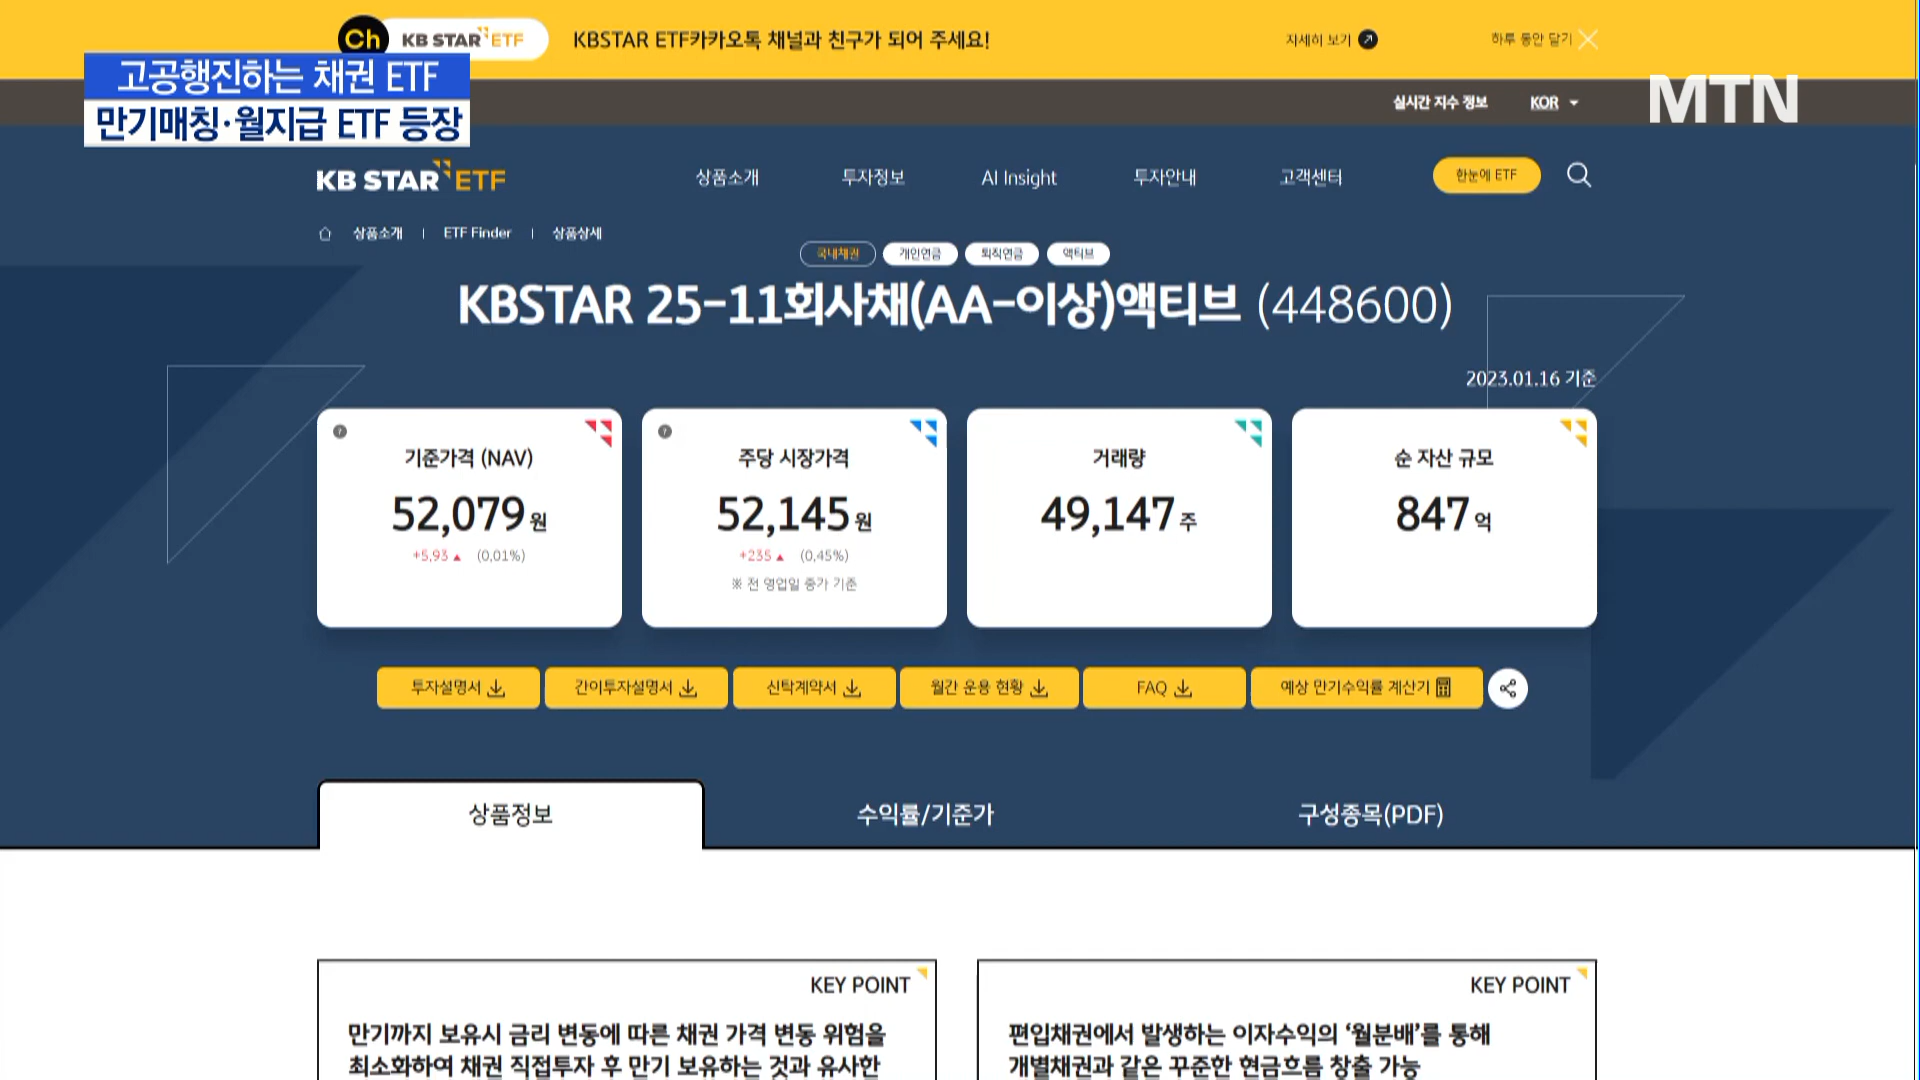 Ch KB STAR ETF
KBSTAR ETF카카오톡 채널과 친구가 되어 주세요!
자세히 보기
하루 동안 닫기
고공행진하는 채권 ETF
만기매칭·월지급 ETF 등장
실시간 지수 정보
KOR
MTN
KB STAR ETF
상품소개
투자정보
AI Insight
투자안내
고객센터
한눈에 ETF
상품소개 | ETF Finder | 상품상세
국내채권
개인연금
퇴직연금
액티브
KBSTAR 25-11회사채(AA-이상)액티브 (448600)
2023.01.16 기준
기준가격 (NAV)
52,079 원
+5.93 ▲ (0.01%)
주당 시장가격
52,145 원
+235 ▲ (0.45%)
※ 전 영업일 종가 기준
거래량
49,147 주
순 자산 규모
847 억
투자설명서
간이투자설명서
신탁계약서
월간 운용 현황
FAQ
예상 만기수익률 계산기
상품정보
수익률/기준가
구성종목(PDF)
KEY POINT
만기까지 보유시 금리 변동에 따른 채권 가격 변동 위험을
최소화하여 채권 직접투자 후 만기 보유하는 것과 유사한
KEY POINT
편입채권에서 발생하는 이자수익의 ‘월분배’를 통해
개별채권과 같은 꾸준한 현금흐름 창출 가능